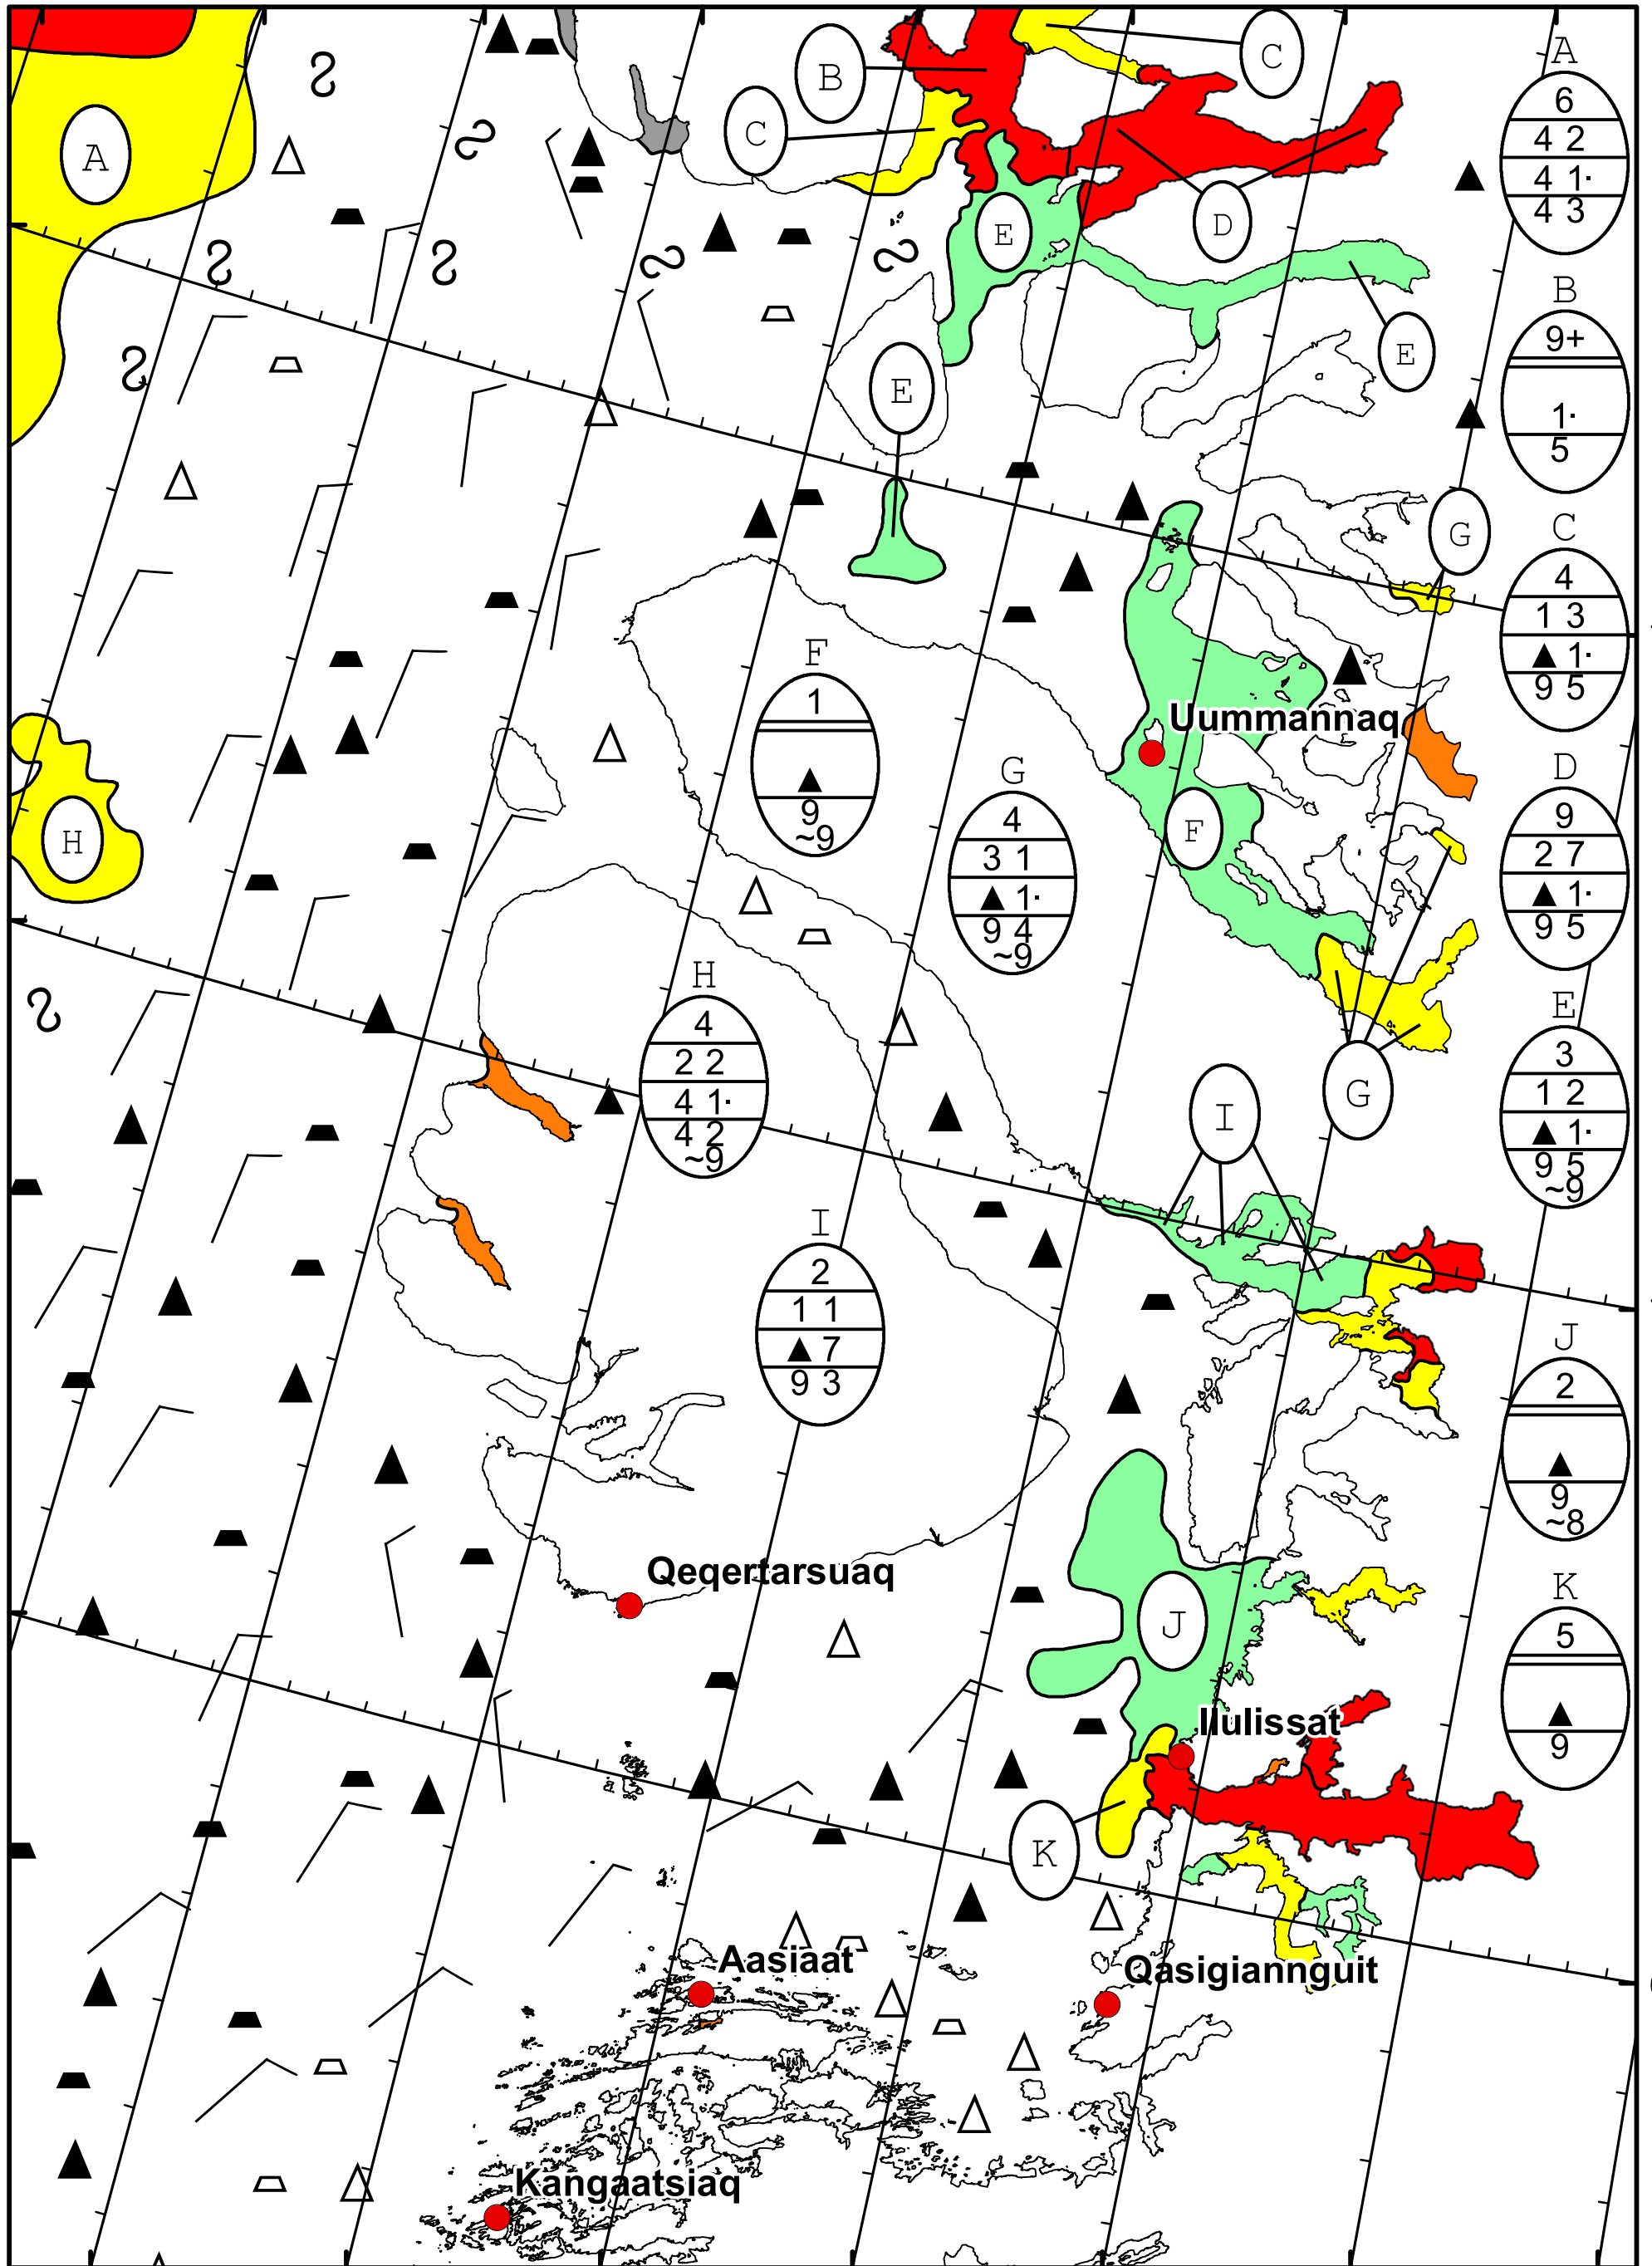 A
6
4 2
4 1·
4 3
B
9+
1·
5
C
4
1 3
▲ 1·
9 5
D
9
2 7
▲ 1·
9 5
E
3
1 2
▲ 1·
9 5
~9
F
1
▲
9
~9
G
4
3 1
▲ 1·
9 4
~9
H
4
2 2
4 1·
4 2
~9
I
2
1 1
▲ 7
9 3
J
2
▲
9
~8
K
5
▲
9
A
B
C
C
D
E
E
E
G
F
H
G
I
J
K
Uummannaq
Qeqertarsuaq
Ilulissat
Aasiaat
Qasigiannguit
Kangaatsiaq